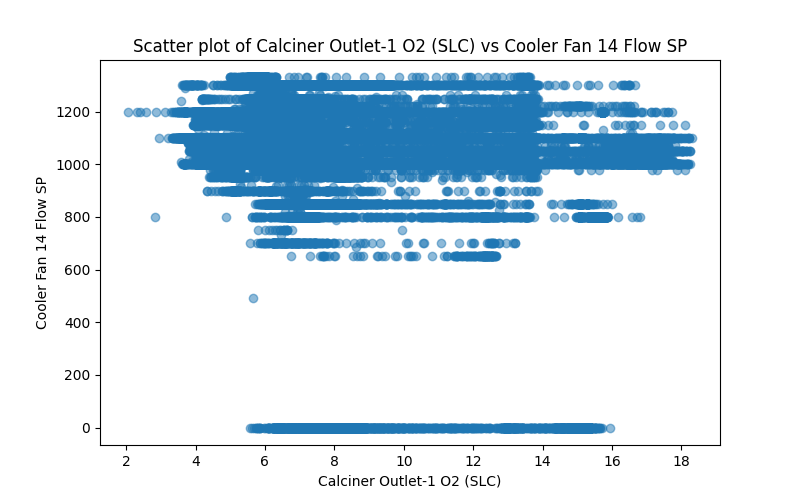 Scatter plot of Calciner Outlet-1 O2 (SLC) vs Cooler Fan 14 Flow SP
1200
1000
800
600
400
200
0
Cooler Fan 14 Flow SP
2 4 6 8 10 12 14 16 18
Calciner Outlet-1 O2 (SLC)